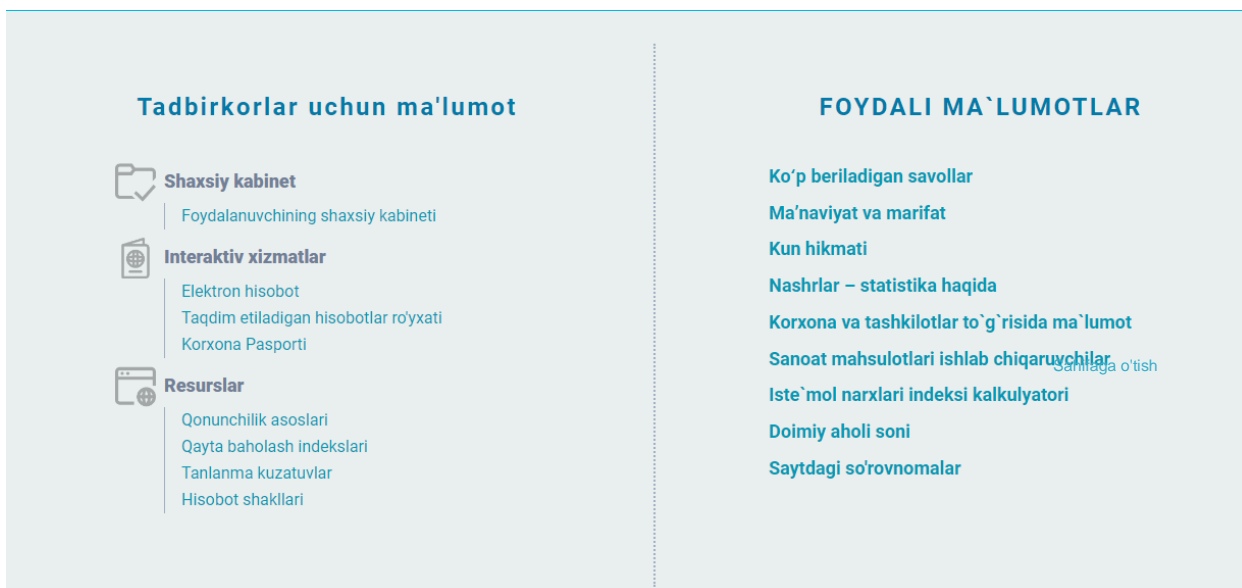 Tadbirkorlar uchun ma'lumot
Shaxsiy kabinet
Foydalanuvchining shaxsiy kabineti
Interaktiv xizmatlar
Elektron hisobot
Taqdim etiladigan hisobotlar ro'yxati
Korxona Pasporti
Resurslar
Qonunchilik asoslari
Qayta baholash indekslari
Tanlanma kuzatuvlar
Hisobot shakllari
FOYDALI MA`LUMOTLAR
Ko‘p beriladigan savollar
Ma’naviyat va marifat
Kun hikmati
Nashrlar – statistika haqida
Korxona va tashkilotlar to`g`risida ma`lumot
Sanoat mahsulotlari ishlab chiqaruvchilar
Sahifaga o'tish
Iste`mol narxlari indeksi kalkulyatori
Doimiy aholi soni
Saytdagi so'rovnomalar